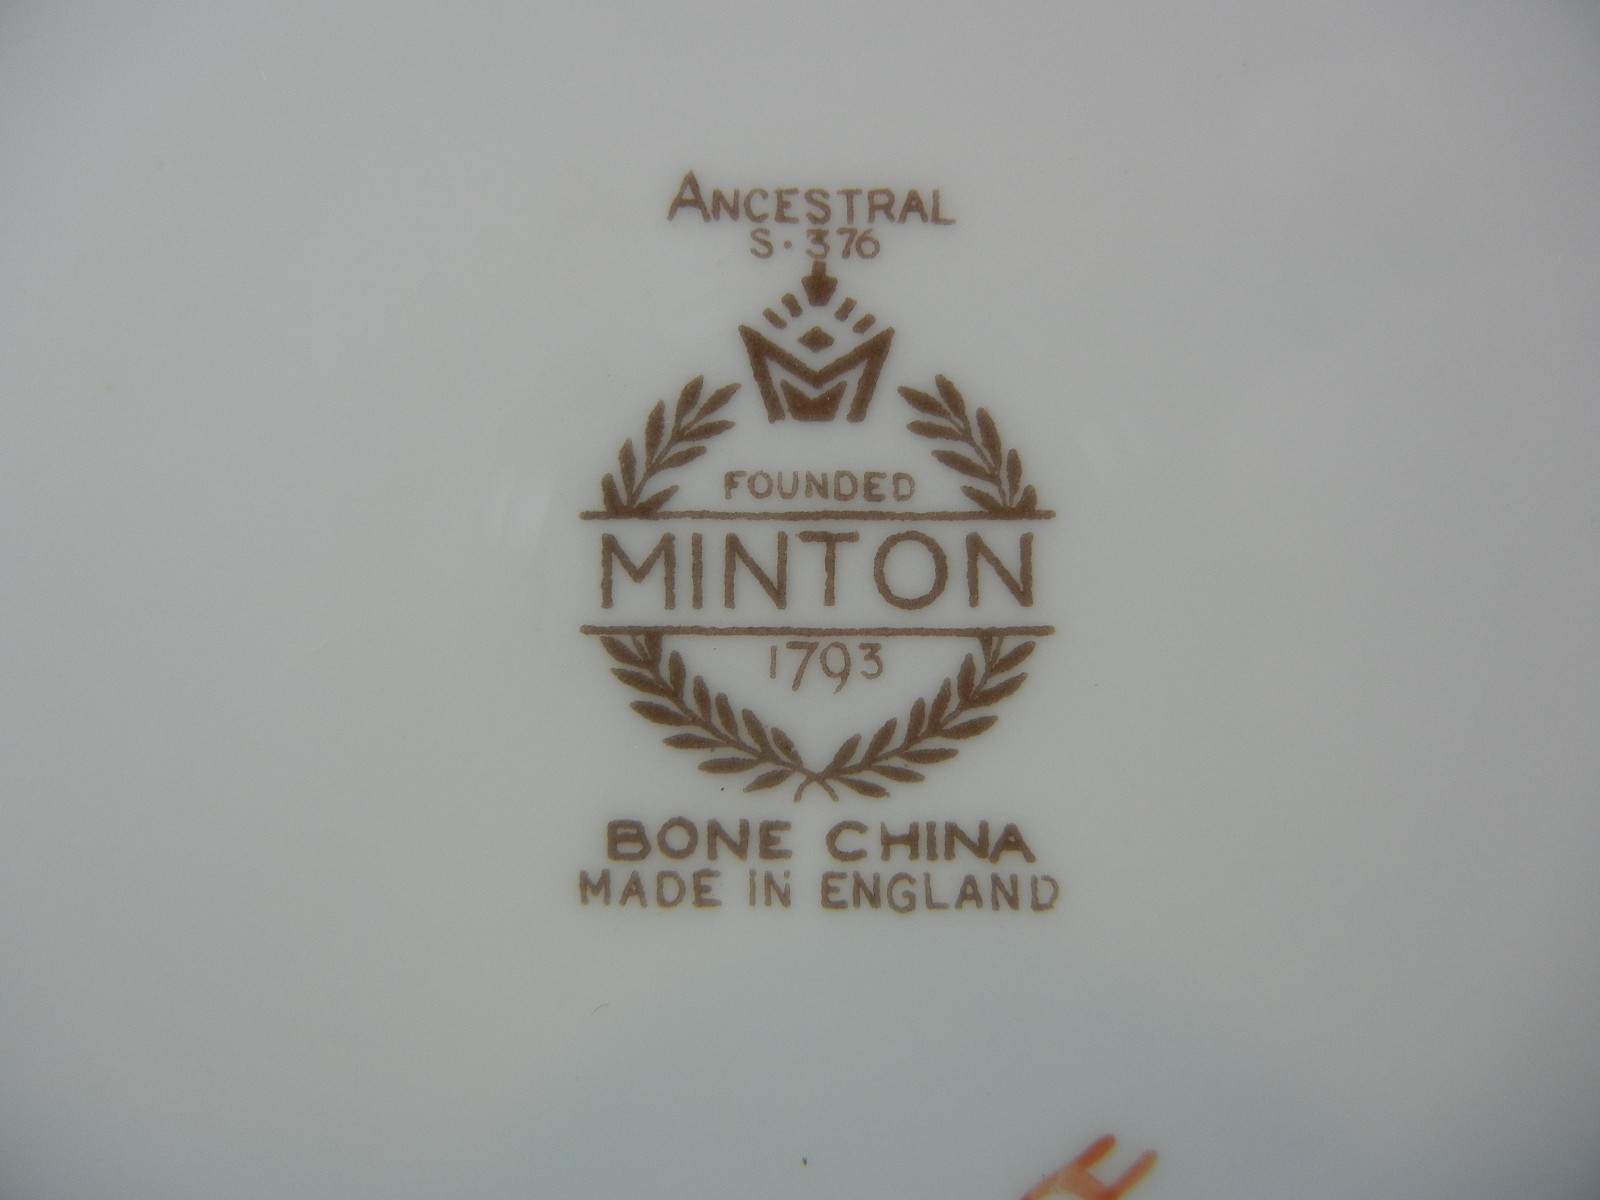 ANCESTRAL
S·376
FOUNDED
MINTON
1793
BONE CHINA
MADE IN ENGLAND